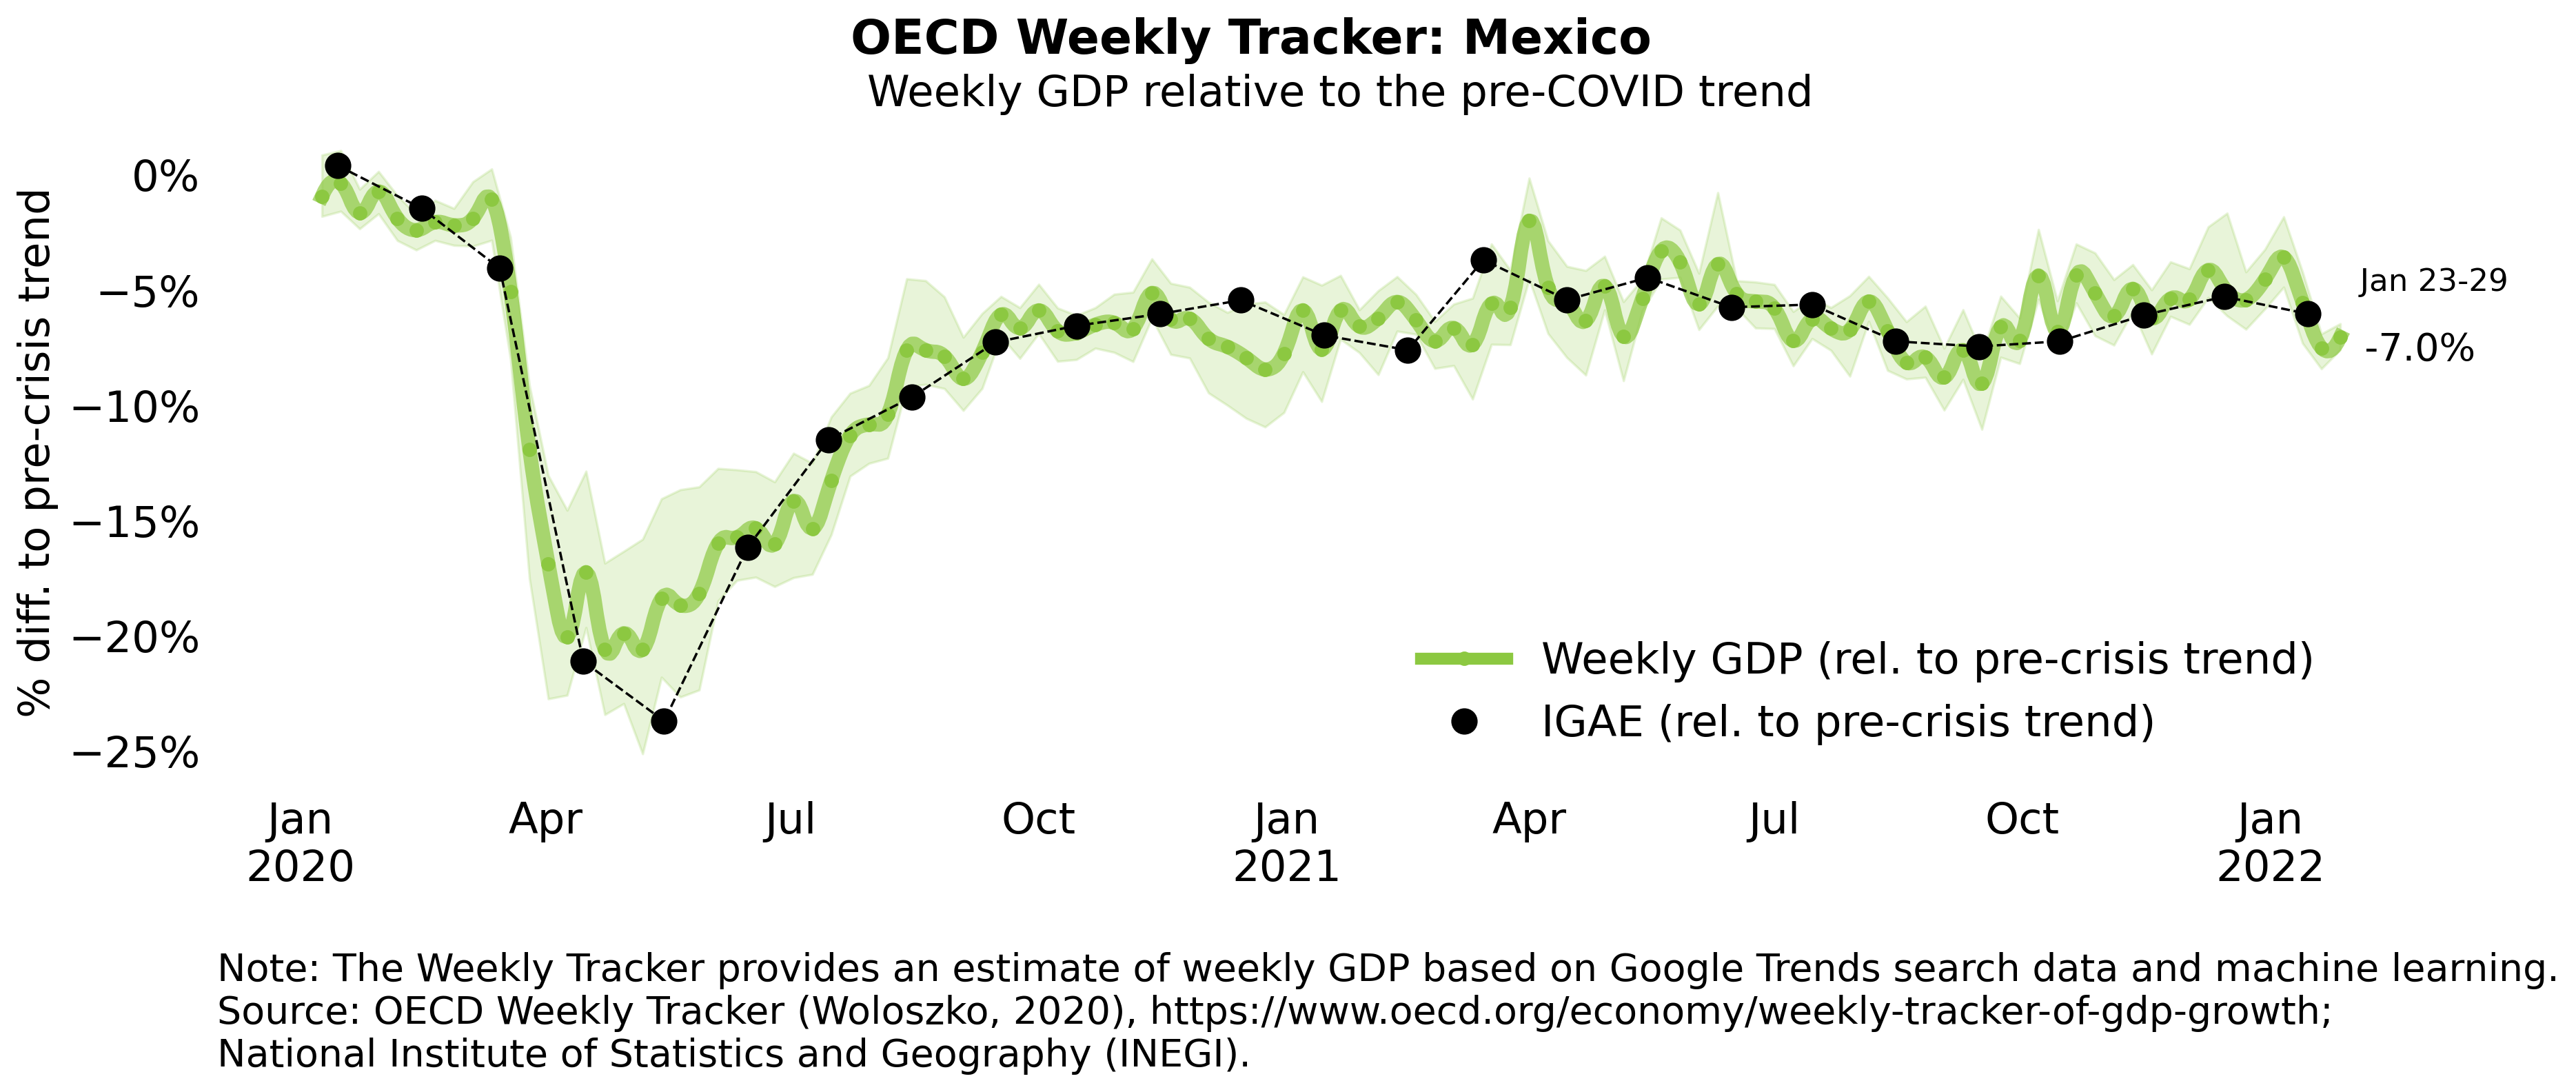 OECD Weekly Tracker: Mexico
Weekly GDP relative to the pre-COVID trend
% diff. to pre-crisis trend
0%
−5%
−10%
−15%
−20%
−25%
Jan 23-29
-7.0%
Weekly GDP (rel. to pre-crisis trend)
IGAE (rel. to pre-crisis trend)
Jan Apr Jul Oct Jan Apr Jul Oct Jan
2020 2021 2022
Note: The Weekly Tracker provides an estimate of weekly GDP based on Google Trends search data and machine learning.
Source: OECD Weekly Tracker (Woloszko, 2020), https://www.oecd.org/economy/weekly-tracker-of-gdp-growth;
National Institute of Statistics and Geography (INEGI).